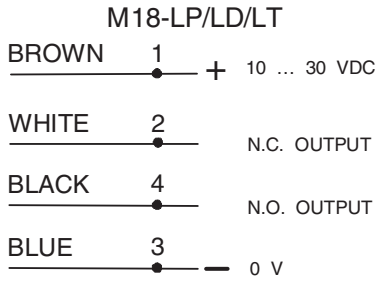 M18-LP/LD/LT
BROWN 1 + 10 ... 30 VDC
WHITE 2 N.C. OUTPUT
BLACK 4 N.O. OUTPUT
BLUE 3 − 0 V